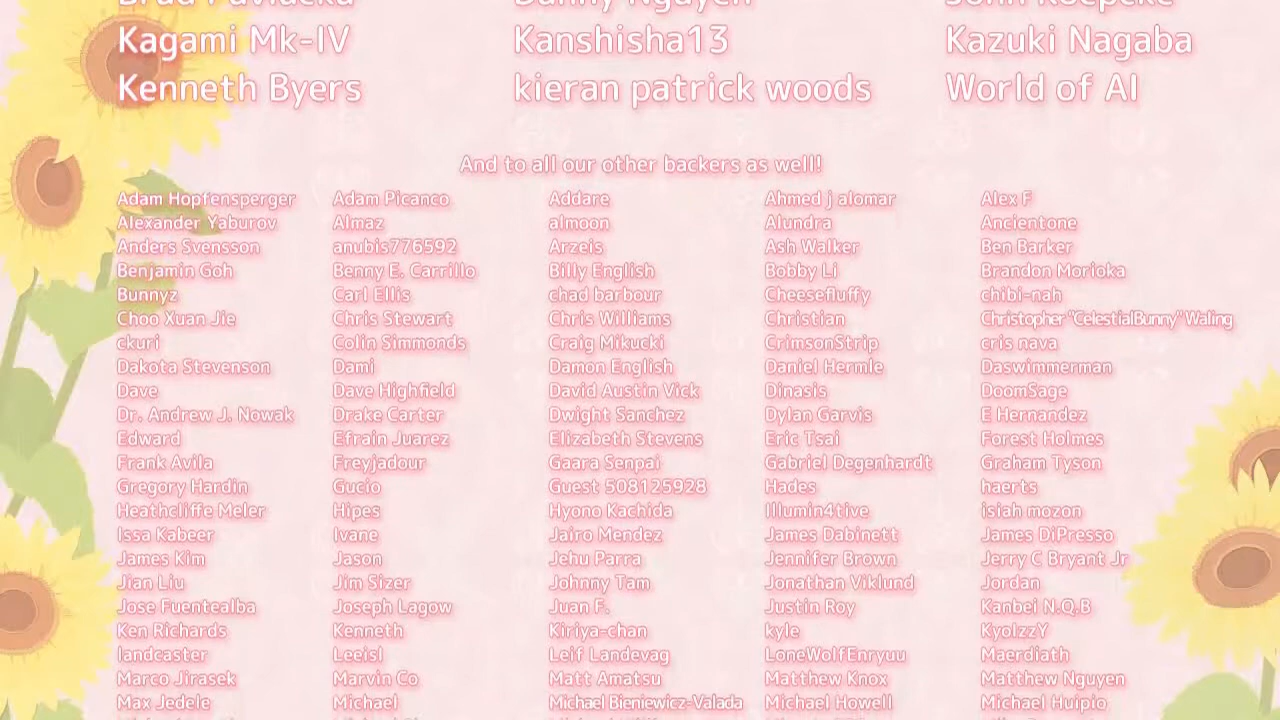 Brad Pavlacka Danny Nguyen John Koepcke
Kagami Mk-IV Kanshisha13 Kazuki Nagaba
Kenneth Byers kieran patrick woods World of AI
And to all our other backers as well!
Adam Hopfensperger Adam Picanco Addare Ahmed j alomar Alex F
Alexander Yaburov Almaz almoon Alundra Ancientone
Anders Svensson anubis776592 Arzeis Ash Walker Ben Barker
Benjamin Goh Benny E. Carrillo Billy English Bobby Li Brandon Morioka
Bunnyz Carl Ellis chad barbour Cheesefluffy chibi-nah
Choo Xuan Jie Chris Stewart Chris Williams Christian Christopher "CelestialBunny" Waling
ckuri Colin Simmonds Craig Mikucki CrimsonStrip cris nava
Dakota Stevenson Dami Damon English Daniel Hermle Daswimmerman
Dave Dave Highfield David Austin Vick Dinasis DoomSage
Dr. Andrew J. Nowak Drake Carter Dwight Sanchez Dylan Garvis E Hernandez
Edward Efrain Juarez Elizabeth Stevens Eric Tsai Forest Holmes
Frank Avila Freyjadour Gaara Senpai Gabriel Degenhardt Graham Tyson
Gregory Hardin Gucio Guest 508125928 Hades haerts
Heathcliffe Meler Hipes Hyono Kachida Illumin4tive isiah mozon
Issa Kabeer Ivane Jairo Mendez James Dabinett James DiPresso
James Kim Jason Jehu Parra Jennifer Brown Jerry C Bryant Jr
Jian Liu Jim Sizer Johnny Tam Jonathan Viklund Jordan
Jose Fuentealba Joseph Lagow Juan F. Justin Roy Kanbei N.Q.B
Ken Richards Kenneth Kiriya-chan kyle KyoIzzY
landcaster Leeisl Leif Landevag LoneWolfEnryuu Maerdiath
Marco Jirasek Marvin Co Matt Amatsu Matthew Knox Matthew Nguyen
Max Jedele Michael Michael Bieniewicz-Valada Michael Howell Michael Huipio